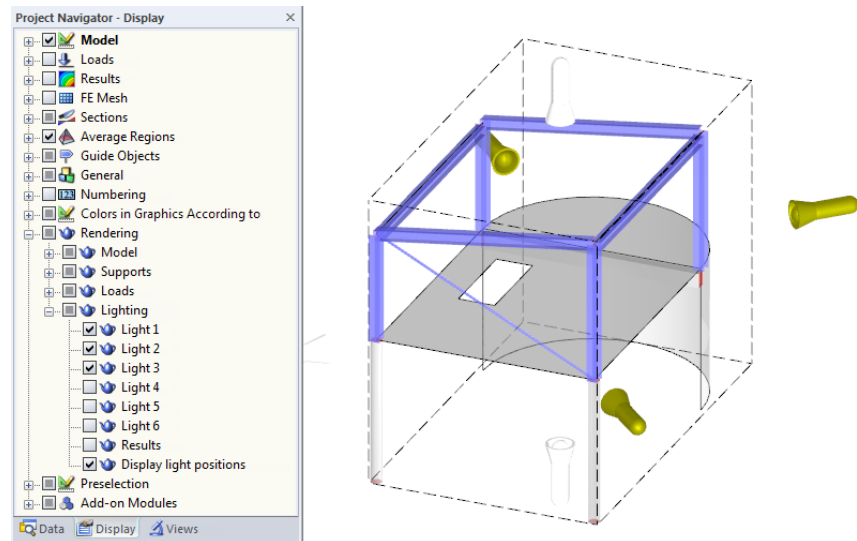 Project Navigator - Display
Model
Loads
Results
FE Mesh
Sections
Average Regions
Guide Objects
General
123 Numbering
Colors in Graphics According to
Rendering
Model
Supports
Loads
Lighting
Light 1
Light 2
Light 3
Light 4
Light 5
Light 6
Results
Display light positions
Preselection
Add-on Modules
Data Display Views